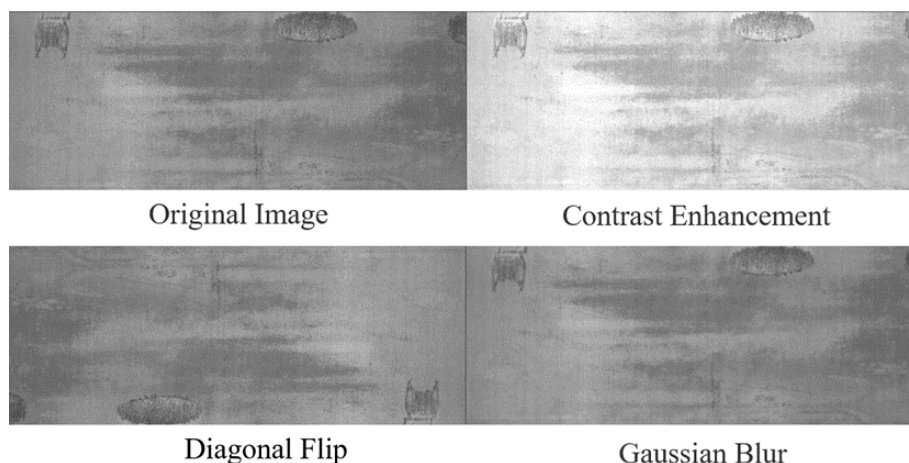 Original Image
Contrast Enhancement
Diagonal Flip
Gaussian Blur